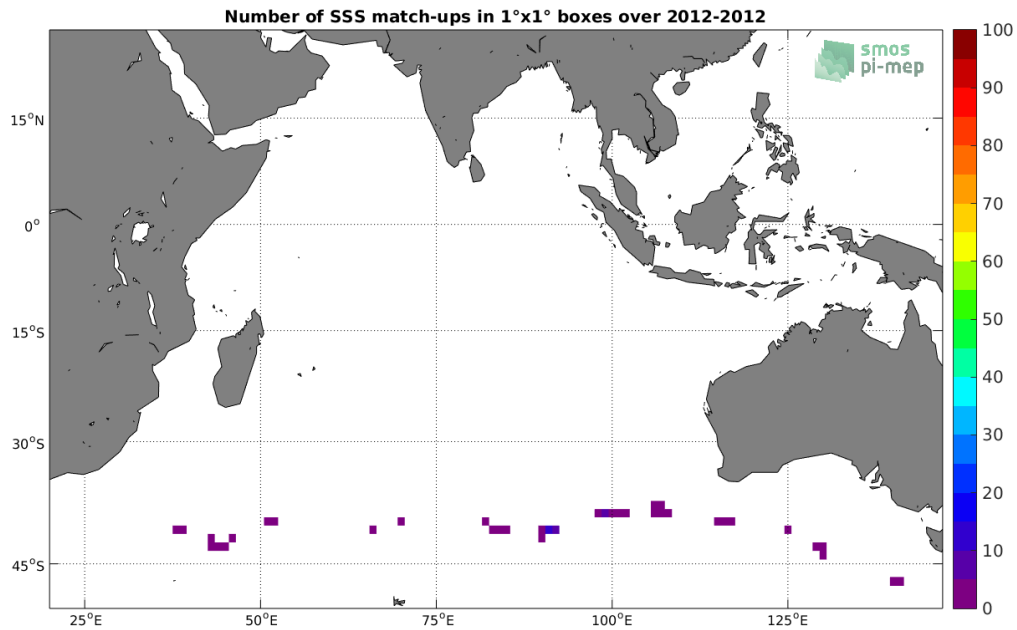 Number of SSS match-ups in 1°x1° boxes over 2012-2012
smos
pi-mep
15°N
0°
15°S
30°S
45°S
25°E
50°E
75°E
100°E
125°E
100
90
80
70
60
50
40
30
20
10
0